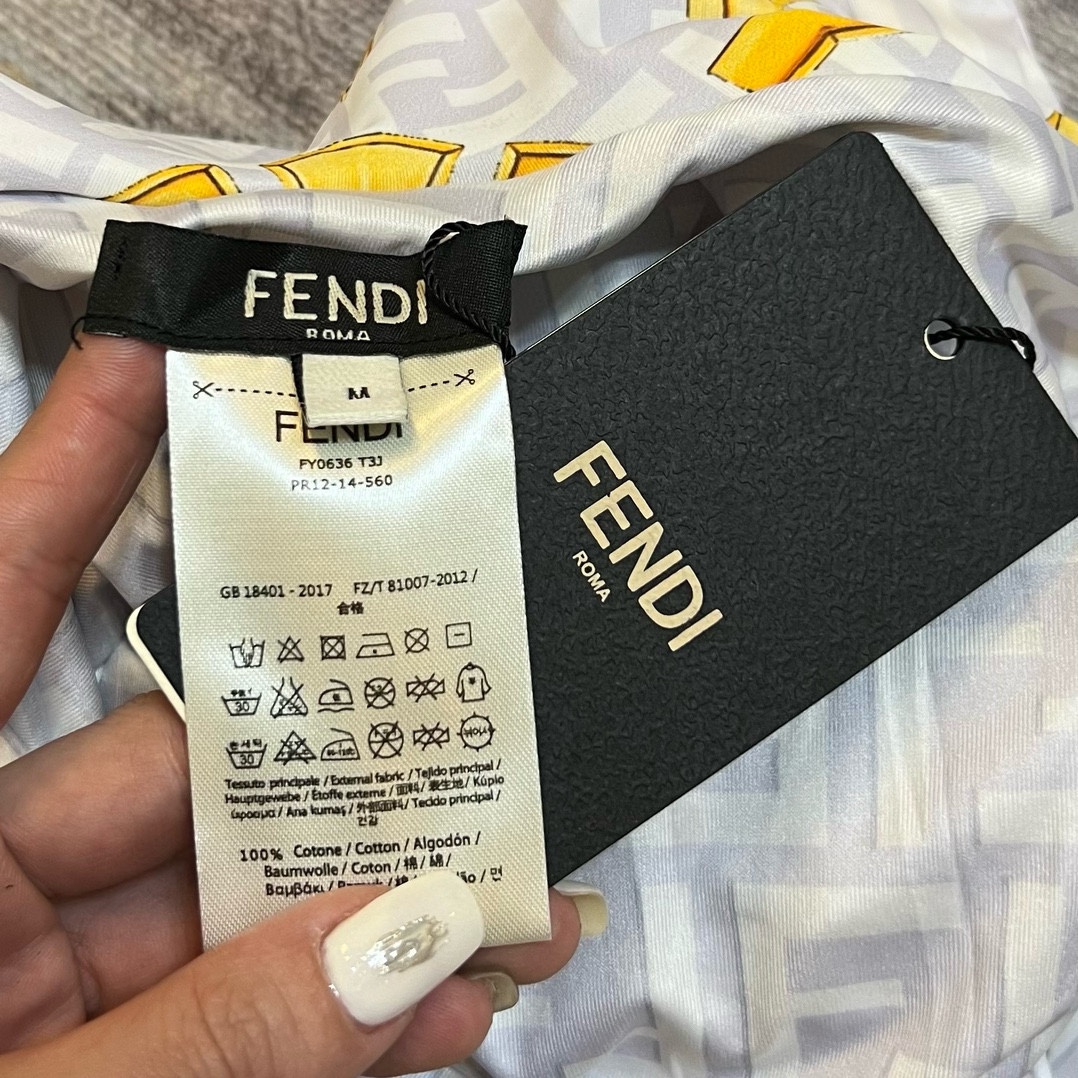 FENDI
ROMA
M
FENDI
FY0636 T3J
PR12-14-560
GB 18401 - 2017 FZ/T 81007-2012 /
合格
30
30
Tessuto principale / External fabric / Tejido principal /
Hauptgewebe / Étoffe externe / 面料 / 表生地 / Κύριο
ύφασμα / Ana kumaş / 外部面料 / Tecido principal /
겉감
100% Cotone / Cotton / Algodón /
Baumwolle / Coton / 棉 / 綿 /
Βαμβάκι / 면
FENDI
ROMA